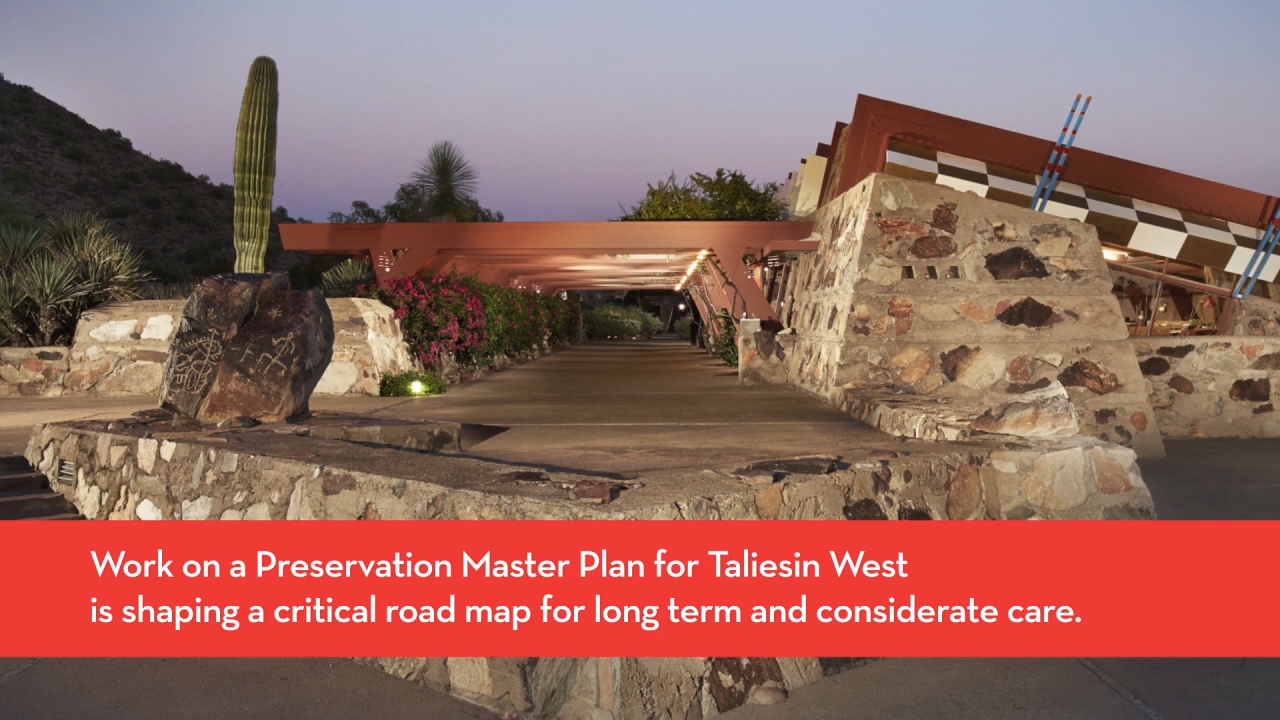 Work on a Preservation Master Plan for Taliesin West
is shaping a critical road map for long term and considerate care.